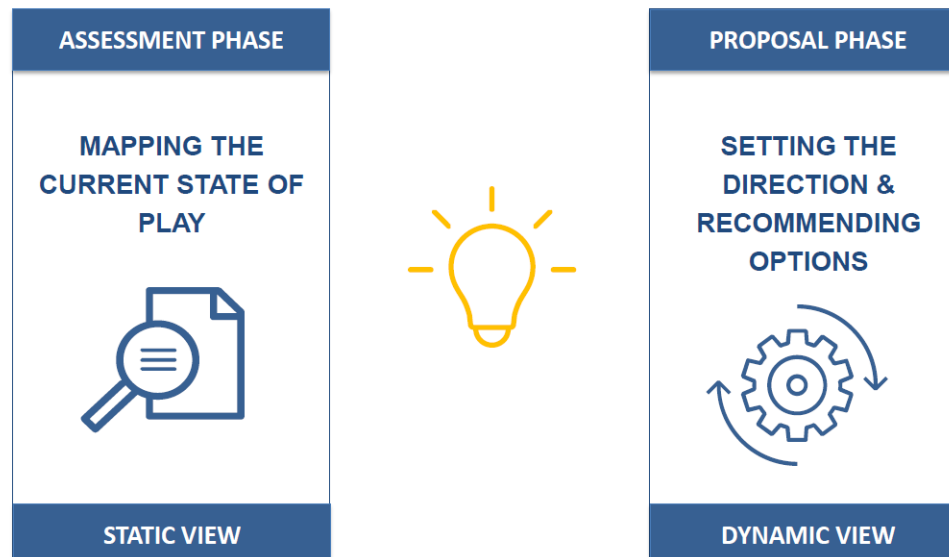 ASSESSMENT PHASE
MAPPING THE
CURRENT STATE OF
PLAY
STATIC VIEW
PROPOSAL PHASE
SETTING THE
DIRECTION &
RECOMMENDING
OPTIONS
DYNAMIC VIEW